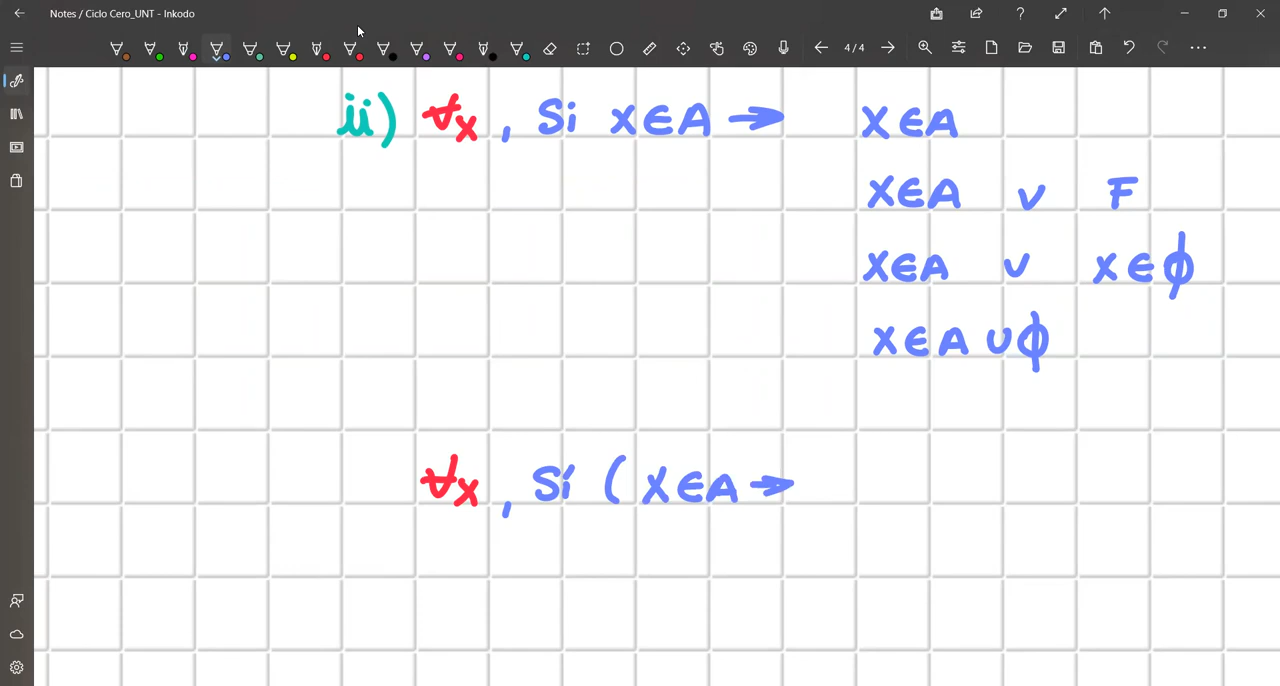 Notes / Ciclo Cero_UNT - Inkodo
4 / 4
ii) ∀x , Si x∈A → x∈A
x∈A ∨ F
x∈A ∨ x∈ϕ
x∈A ∪ϕ
∀x , Sí ( x∈A →